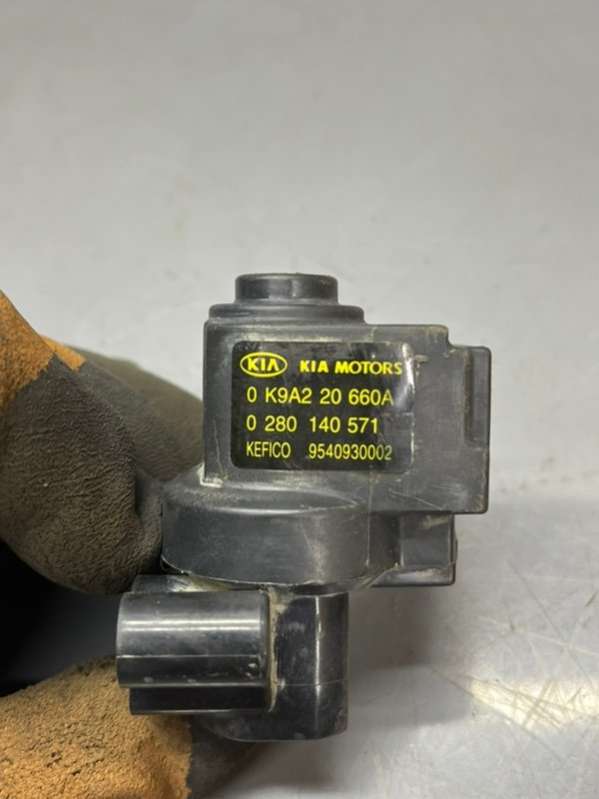 KIA KIA MOTORS
0 K9A2 20 660A
0 280 140 571
KEFICO 9540930002